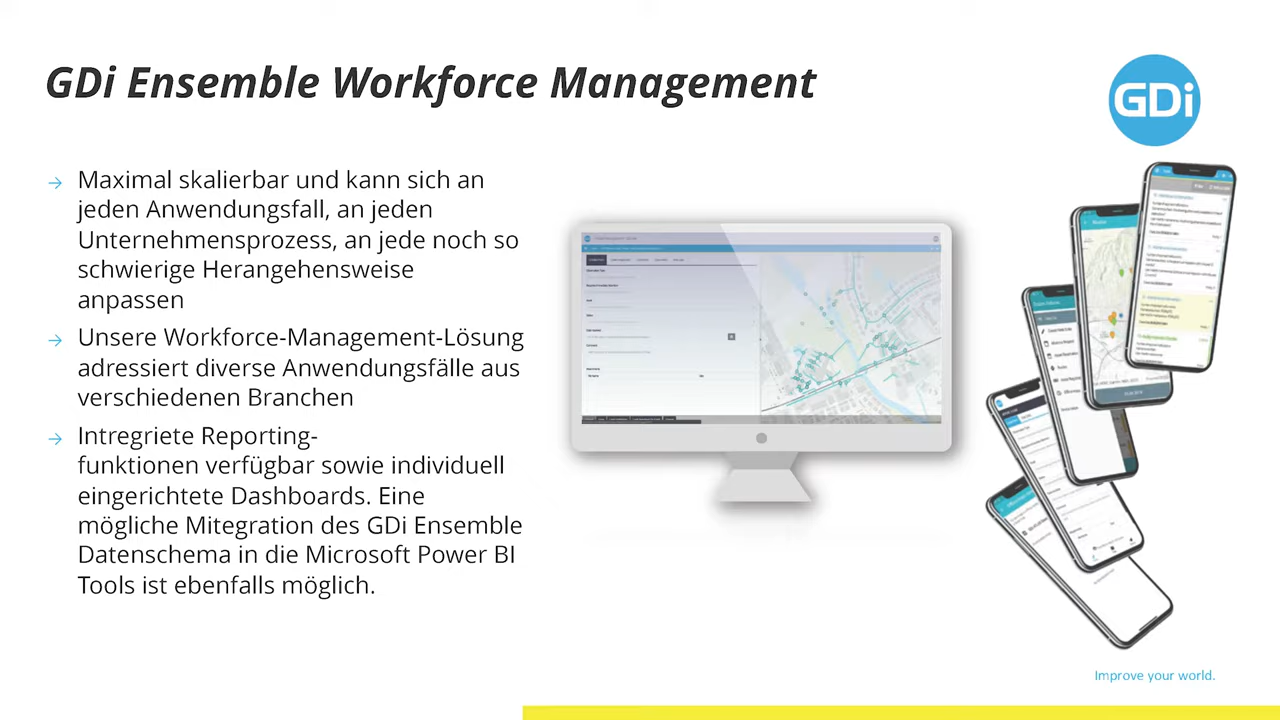 GDi Ensemble Workforce Management
GDi
→ Maximal skalierbar und kann sich an
jeden Anwendungsfall, an jeden
Unternehmensprozess, an jede noch so
schwierige Herangehensweise
anpassen
→ Unsere Workforce-Management-Lösung
adressiert diverse Anwendungsfälle aus
verschiedenen Branchen
→ Intregriete Reporting-
funktionen verfügbar sowie individuell
eingerichtete Dashboards. Eine
mögliche Mitegration des GDi Ensemble
Datenschema in die Microsoft Power BI
Tools ist ebenfalls möglich.
Improve your world.